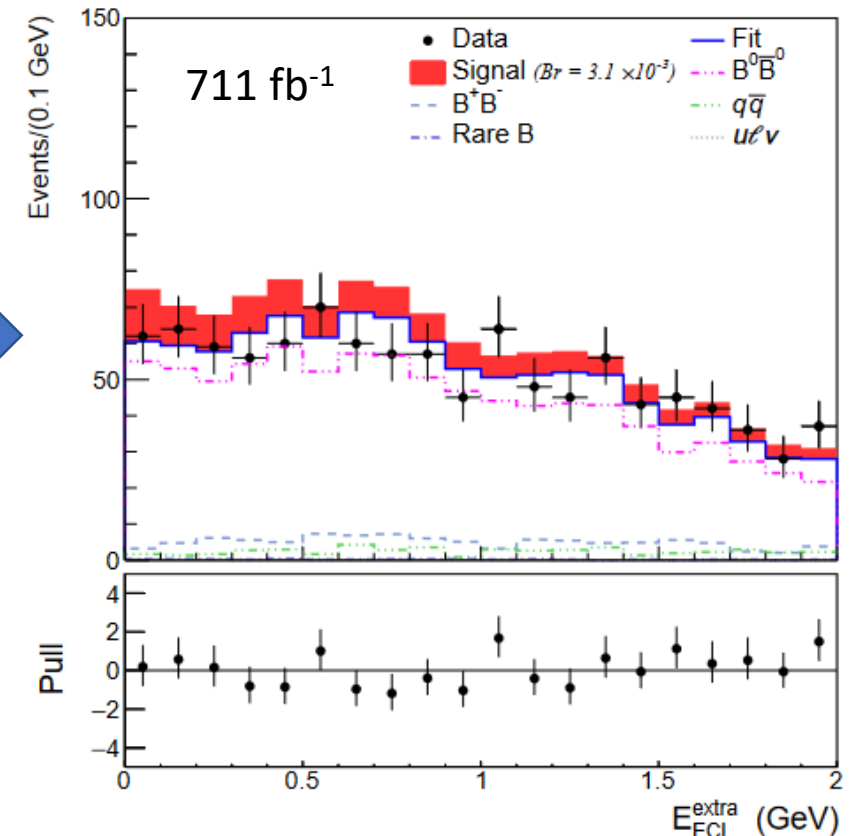 150
100
50
0
Events/(0.1 GeV)
711 fb⁻¹
Data
Signal (Br = 3.1 ×10⁻³)
B⁺B⁻
Rare B
Fit
B⁰B̅⁰
qq̅
uℓν
4
2
0
−2
−4
Pull
0 0.5 1 1.5 2
E_ECL^extra (GeV)